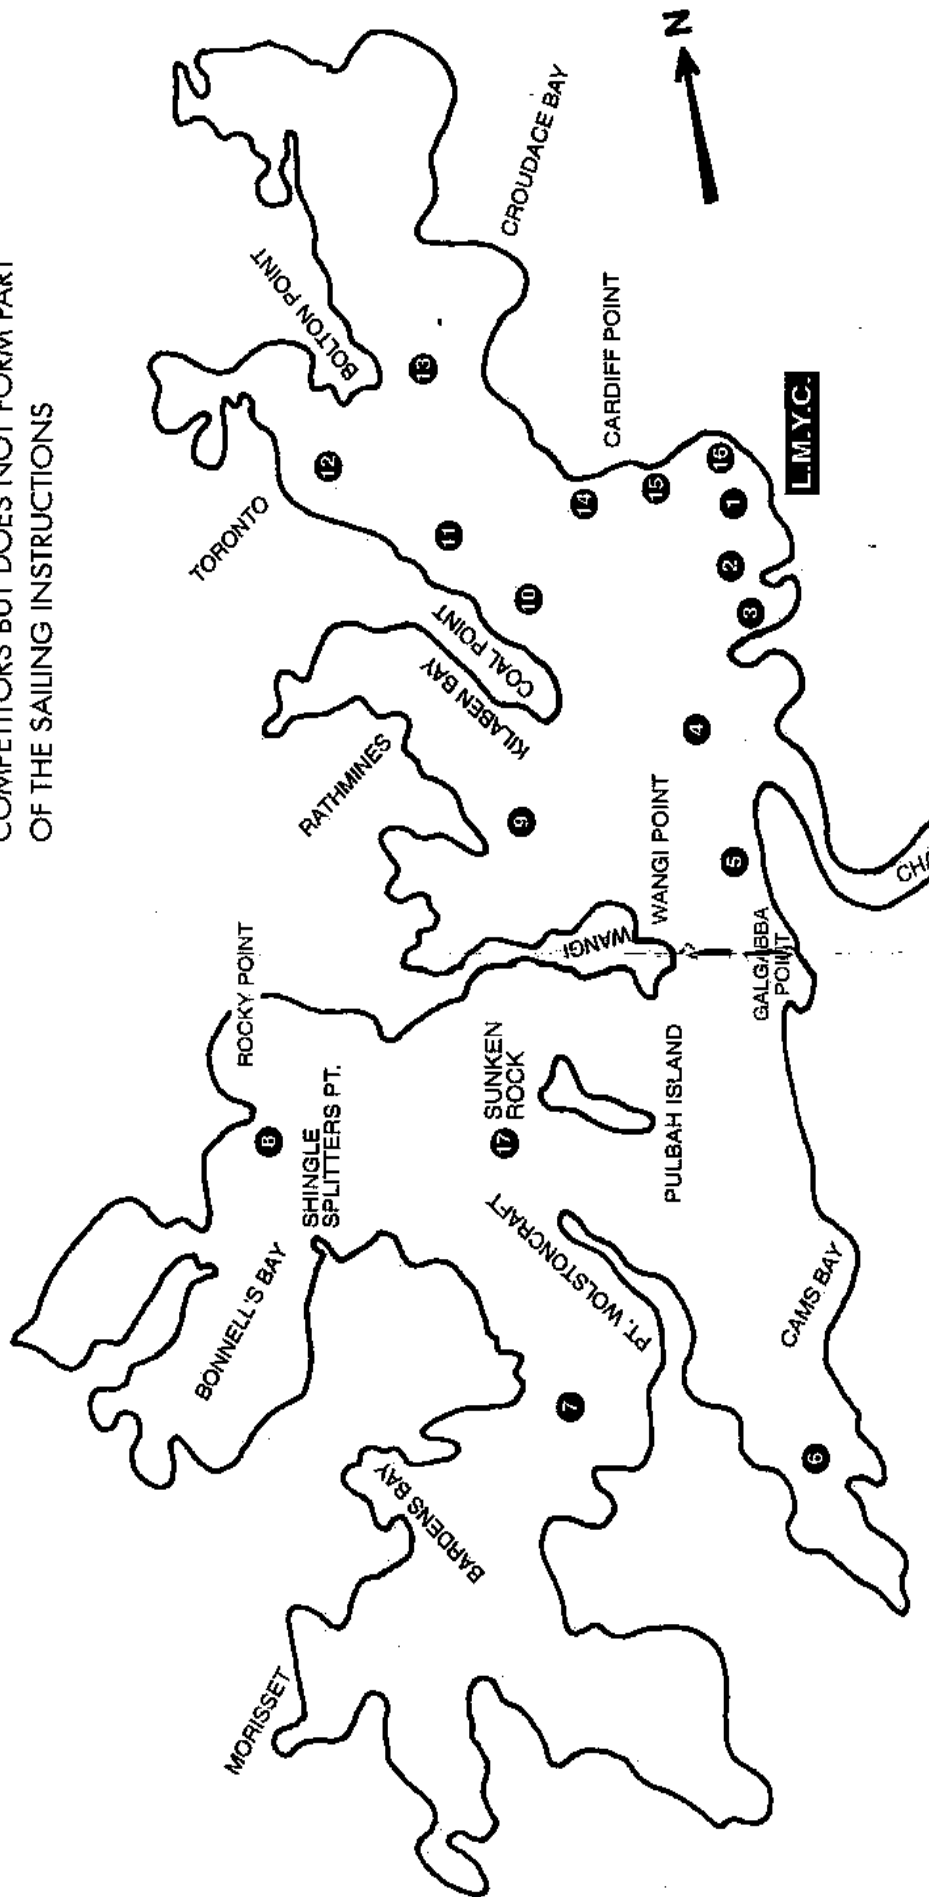 COMPETITORS BUT DOES NOT FORM PART
OF THE SAILING INSTRUCTIONS
N
CROUDACE BAY
BOLTON POINT
13
CARDIFF POINT
L.M.Y.C.
12
TORONTO
11
10
14
15
16
1
2
3
COAL POINT
KILABEN BAY
RATHMINES
9
4
WANGI POINT
5
WANGI
GALGABBA
POINT
ROCKY POINT
8
SHINGLE
SPLITTERS PT.
17
SUNKEN
ROCK
PULBAH ISLAND
BONNELL'S BAY
PT. WOLSTONCRAFT
CAMS BAY
7
6
BARDENS BAY
MORISSET